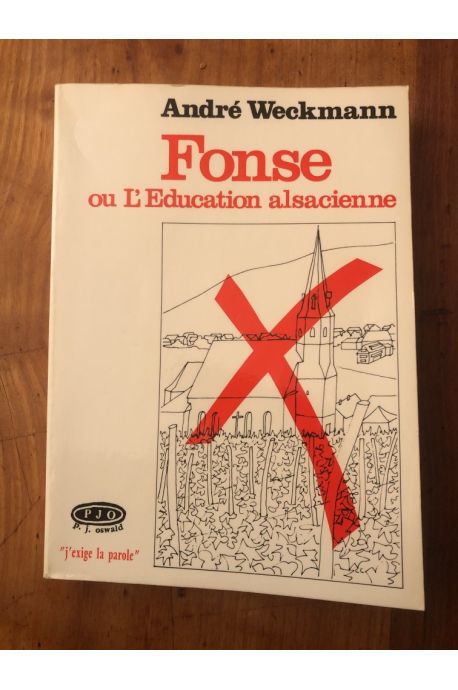 André Weckmann
Fonse
ou L'Education alsacienne
PJO
P. J. oswald
"j'exige la parole"